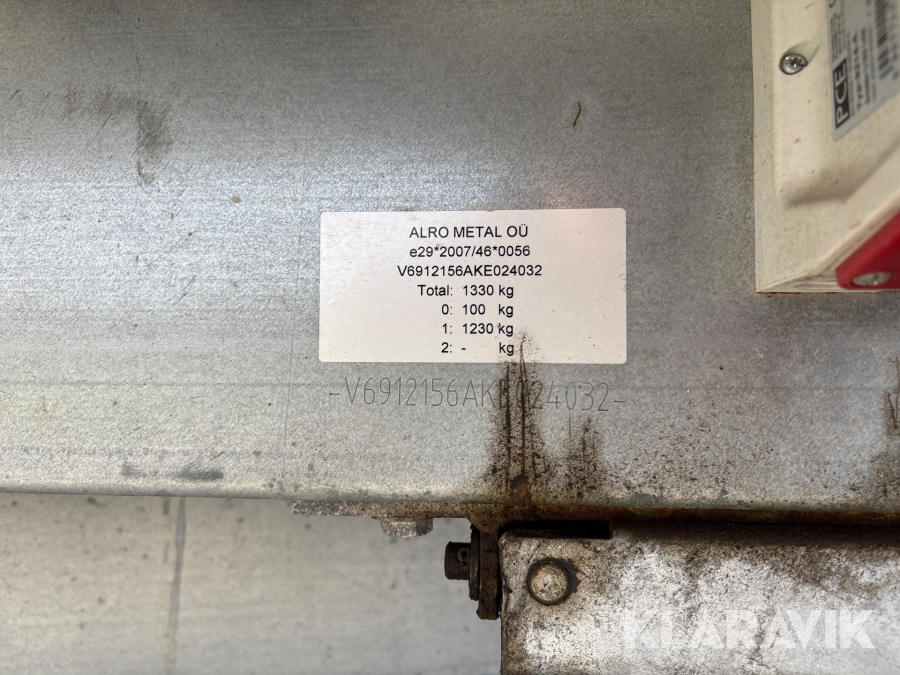 ALRO METAL OÜ
e29*2007/46*0056
V6912156AKE024032
Total: 1330 kg
0: 100 kg
1: 1230 kg
2: - kg
-V6912156AKE024032-
PCE
KLARAVIK